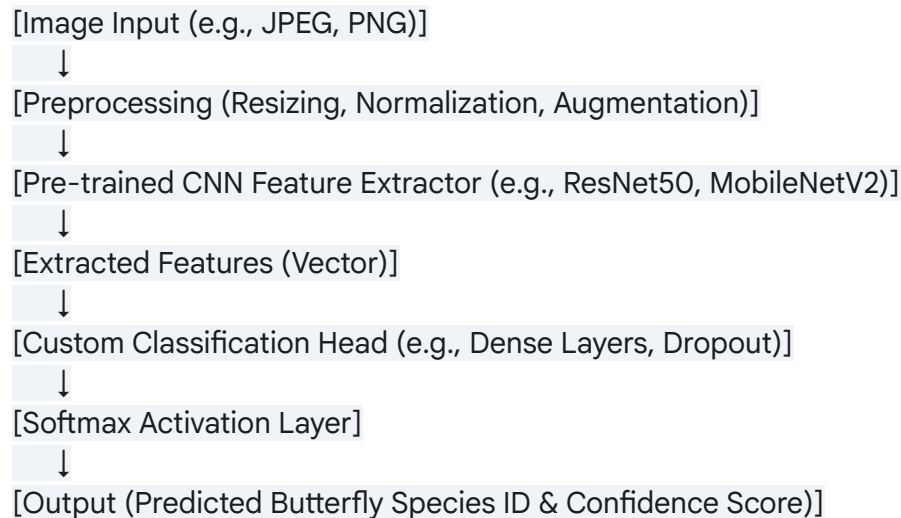 [Image Input (e.g., JPEG, PNG)]
↓
[Preprocessing (Resizing, Normalization, Augmentation)]
↓
[Pre-trained CNN Feature Extractor (e.g., ResNet50, MobileNetV2)]
↓
[Extracted Features (Vector)]
↓
[Custom Classification Head (e.g., Dense Layers, Dropout)]
↓
[Softmax Activation Layer]
↓
[Output (Predicted Butterfly Species ID & Confidence Score)]